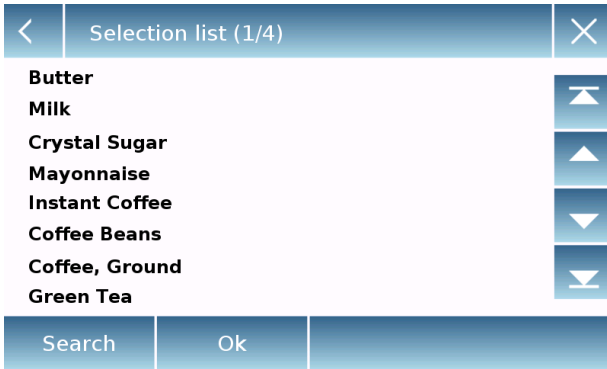 Selection list (1/4)
Butter
Milk
Crystal Sugar
Mayonnaise
Instant Coffee
Coffee Beans
Coffee, Ground
Green Tea
Search
Ok